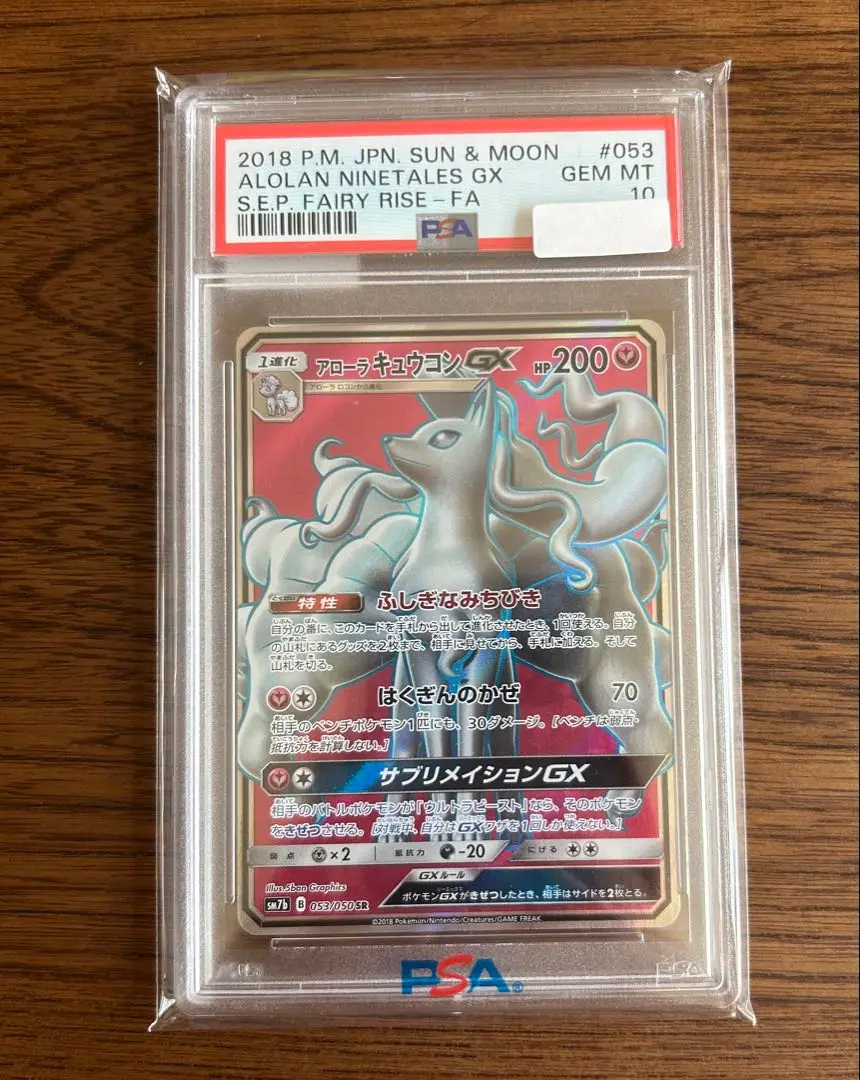 2018 P.M. JPN. SUN & MOON #053
ALOLAN NINETALES GX GEM MT
S.E.P. FAIRY RISE-FA 10
PSA
1進化 アローラ キュウコンGX HP200
アローラ ロコンから進化
特性 ふしぎなみちびき
自分の番に、このカードを手札から出して進化させたとき、1回使える。自分
の山札にあるグッズを2枚まで、相手に見せてから、手札に加える。そして
山札を切る。
はくぎんのかぜ 70
相手のベンチポケモン1匹にも、30ダメージ。[ベンチは弱点・
抵抗力を計算しない。]
サブリメイションGX
相手のバトルポケモンが「ウルトラビースト」なら、そのポケモン
をきぜつさせる。[対戦中、自分はGXワザを1回しか使えない。]
弱点 ×2 抵抗力 -20 にげる
GXルール
ポケモンGXがきぜつしたとき、相手はサイドを2枚とる。
Illus.5ban Graphics
SM7b B 053/050 SR
©2018 Pokémon/Nintendo/Creatures/GAME FREAK
PSA